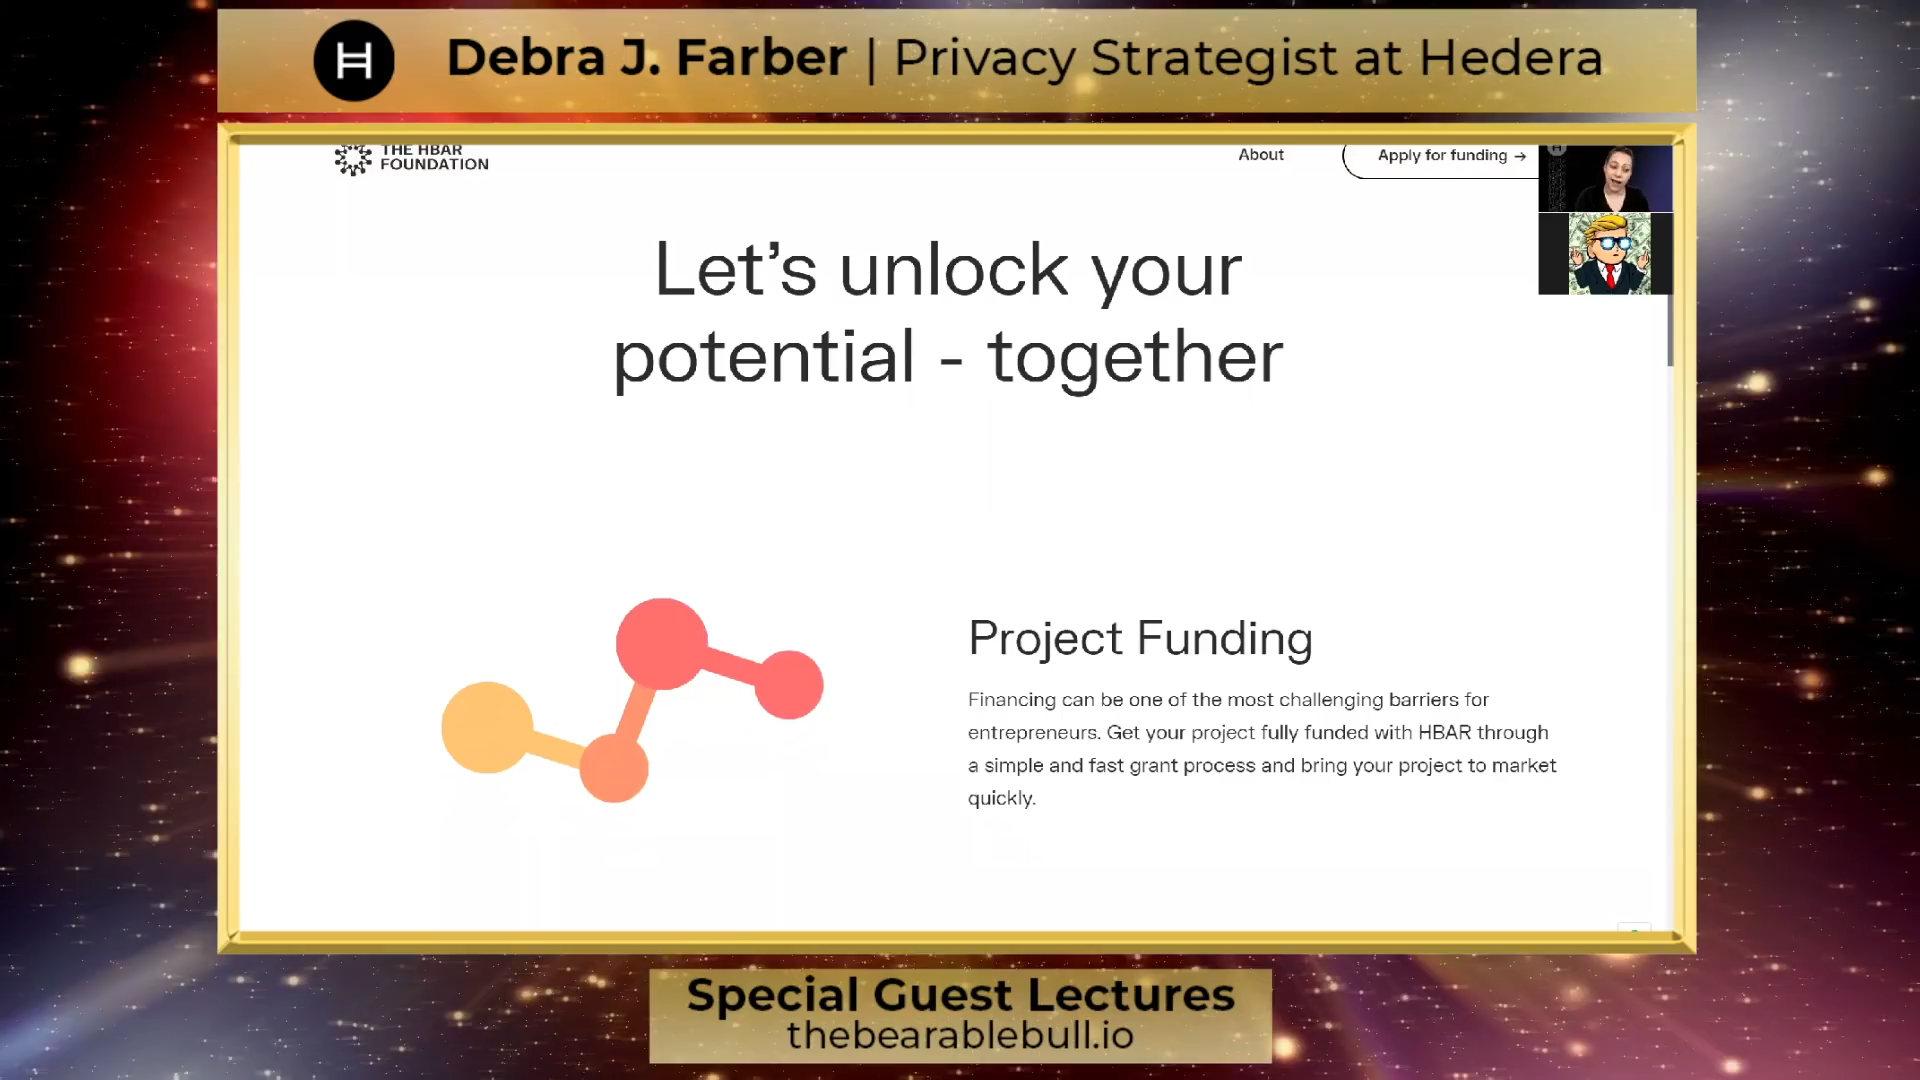 Debra J. Farber | Privacy Strategist at Hedera
THE HBAR
FOUNDATION
About
Apply for funding →
Let's unlock your
potential - together
Project Funding
Financing can be one of the most challenging barriers for
entrepreneurs. Get your project fully funded with HBAR through
a simple and fast grant process and bring your project to market
quickly.
Special Guest Lectures
thebearablebull.io